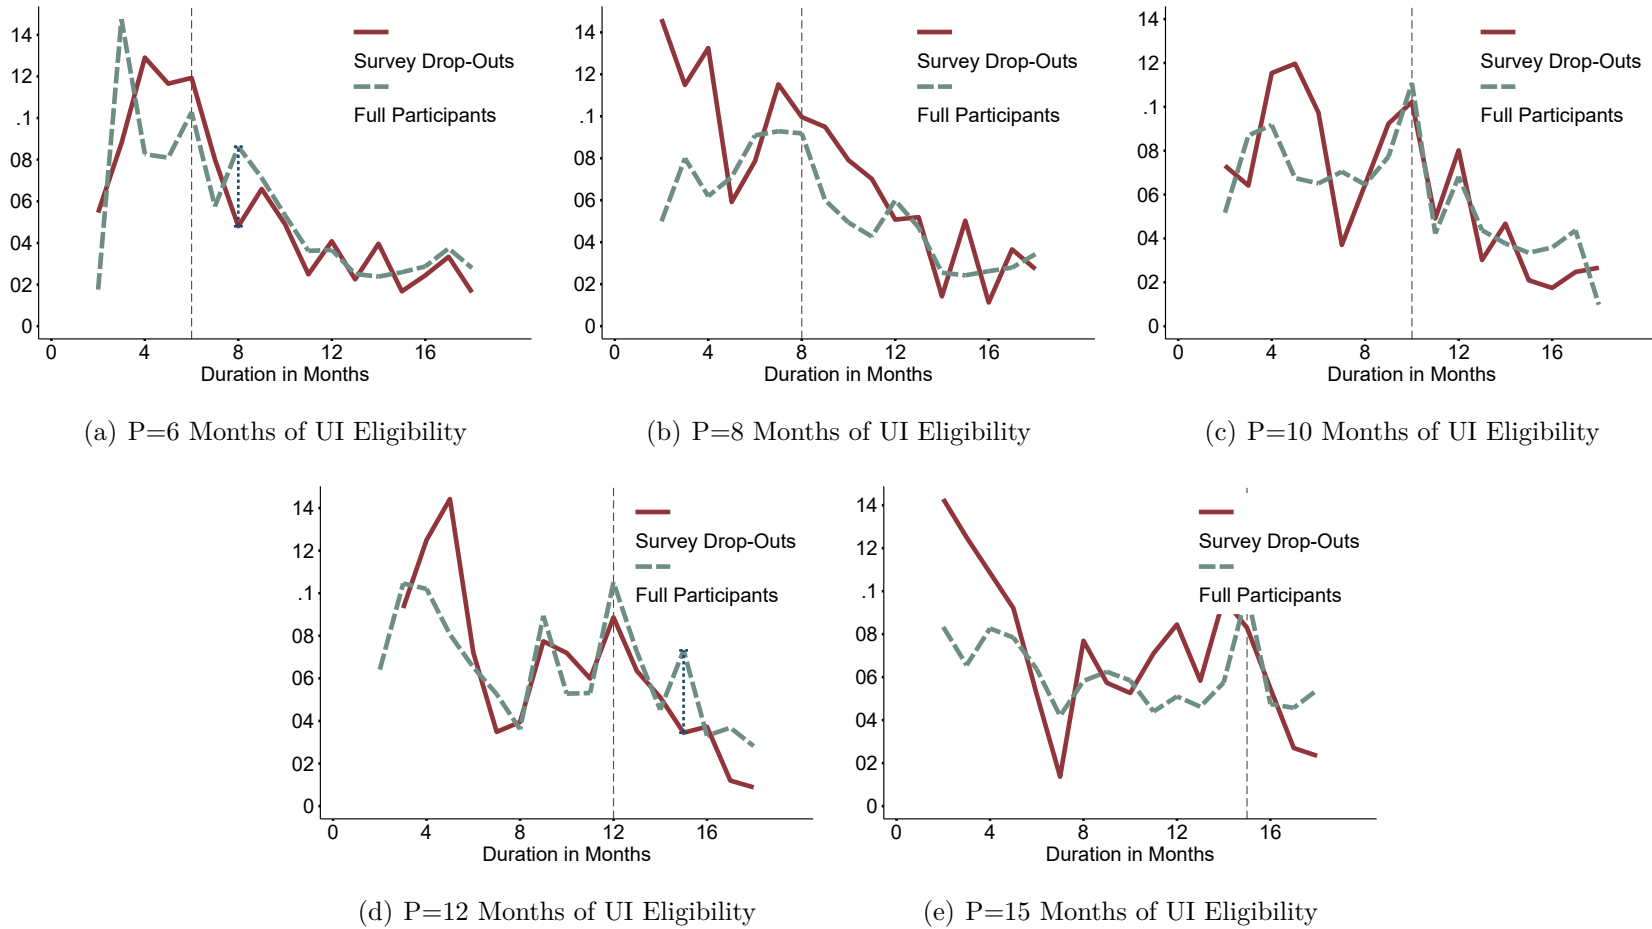 14
12
.1
08
06
04
02
0
0 4 8 12 16
Duration in Months
Survey Drop-Outs
Full Participants
(a) P=6 Months of UI Eligibility
14
12
.1
08
06
04
02
0
0 4 8 12 16
Duration in Months
Survey Drop-Outs
Full Participants
(b) P=8 Months of UI Eligibility
14
12
.1
08
06
04
02
0
0 4 8 12 16
Duration in Months
Survey Drop-Outs
Full Participants
(c) P=10 Months of UI Eligibility
14
12
.1
08
06
04
02
0
0 4 8 12 16
Duration in Months
Survey Drop-Outs
Full Participants
(d) P=12 Months of UI Eligibility
14
12
.1
08
06
04
02
0
0 4 8 12 16
Duration in Months
Survey Drop-Outs
Full Participants
(e) P=15 Months of UI Eligibility